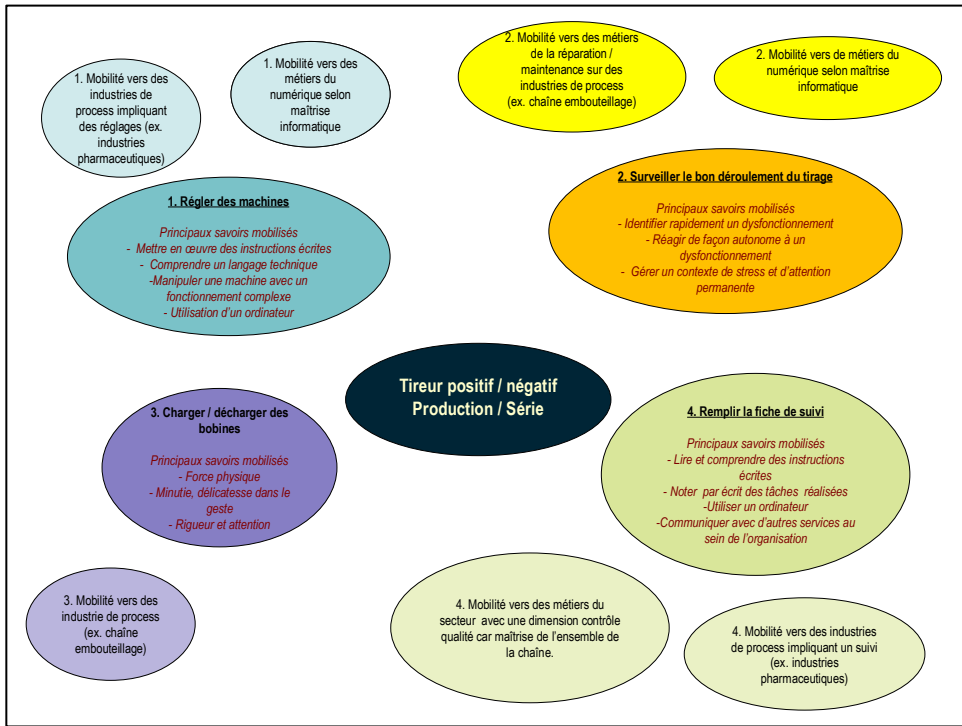 1. Mobilité vers des
industries de
process impliquant
des réglages (ex.
industries
pharmaceutiques)
1. Mobilité vers des
métiers du
numérique selon
maîtrise
informatique
2. Mobilité vers des métiers
de la réparation /
maintenance sur des
industries de process
(ex. chaîne embouteillage)
2. Mobilité vers de métiers du
numérique selon maîtrise
informatique
1. Régler des machines
Principaux savoirs mobilisés
- Mettre en œuvre des instructions écrites
- Comprendre un langage technique
-Manipuler une machine avec un
fonctionnement complexe
- Utilisation d'un ordinateur
2. Surveiller le bon déroulement du tirage
Principaux savoirs mobilisés
- Identifier rapidement un dysfonctionnement
- Réagir de façon autonome à un
dysfonctionnement
- Gérer un contexte de stress et d'attention
permanente
Tireur positif / négatif
Production / Série
3. Charger / décharger des
bobines
Principaux savoirs mobilisés
- Force physique
- Minutie, délicatesse dans le
geste
- Rigueur et attention
4. Remplir la fiche de suivi
Principaux savoirs mobilisés
- Lire et comprendre des instructions
écrites
- Noter par écrit des tâches réalisées
-Utiliser un ordinateur
-Communiquer avec d'autres services au
sein de l'organisation
3. Mobilité vers des
industrie de process
(ex. chaîne
embouteillage)
4. Mobilité vers des métiers du
secteur avec une dimension contrôle
qualité car maîtrise de l'ensemble de
la chaîne.
4. Mobilité vers des industries
de process impliquant un suivi
(ex. industries
pharmaceutiques)